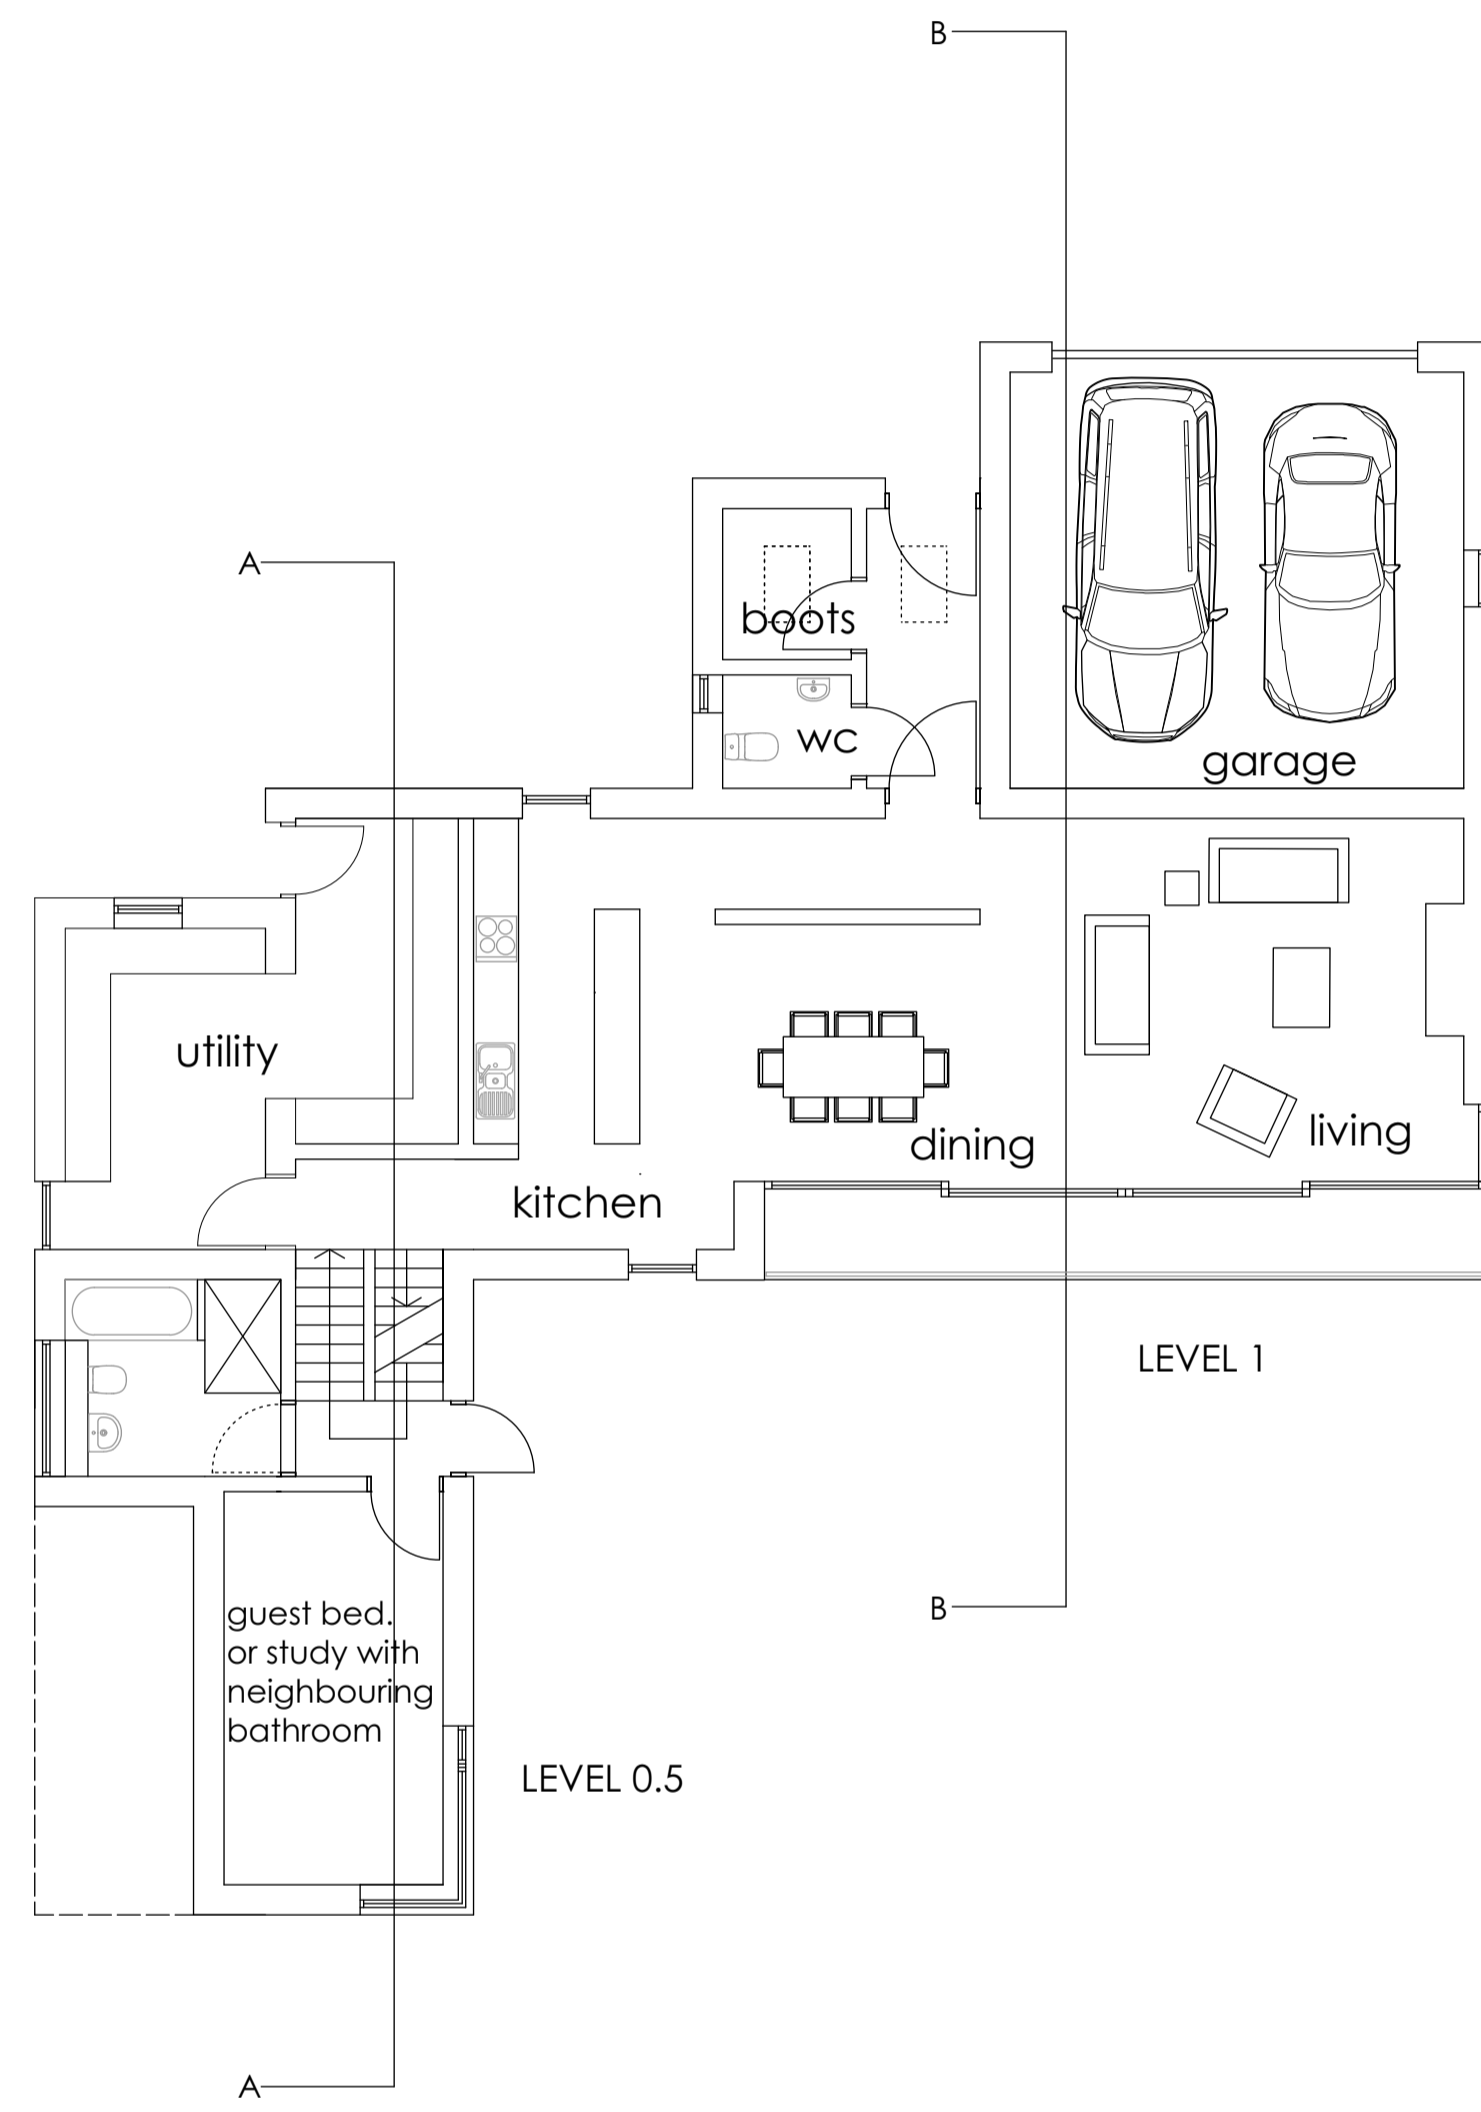 B
A
boots
wc
garage
utility
dining
living
kitchen
LEVEL 1
B
guest bed.
or study with
neighbouring
bathroom
LEVEL 0.5
A